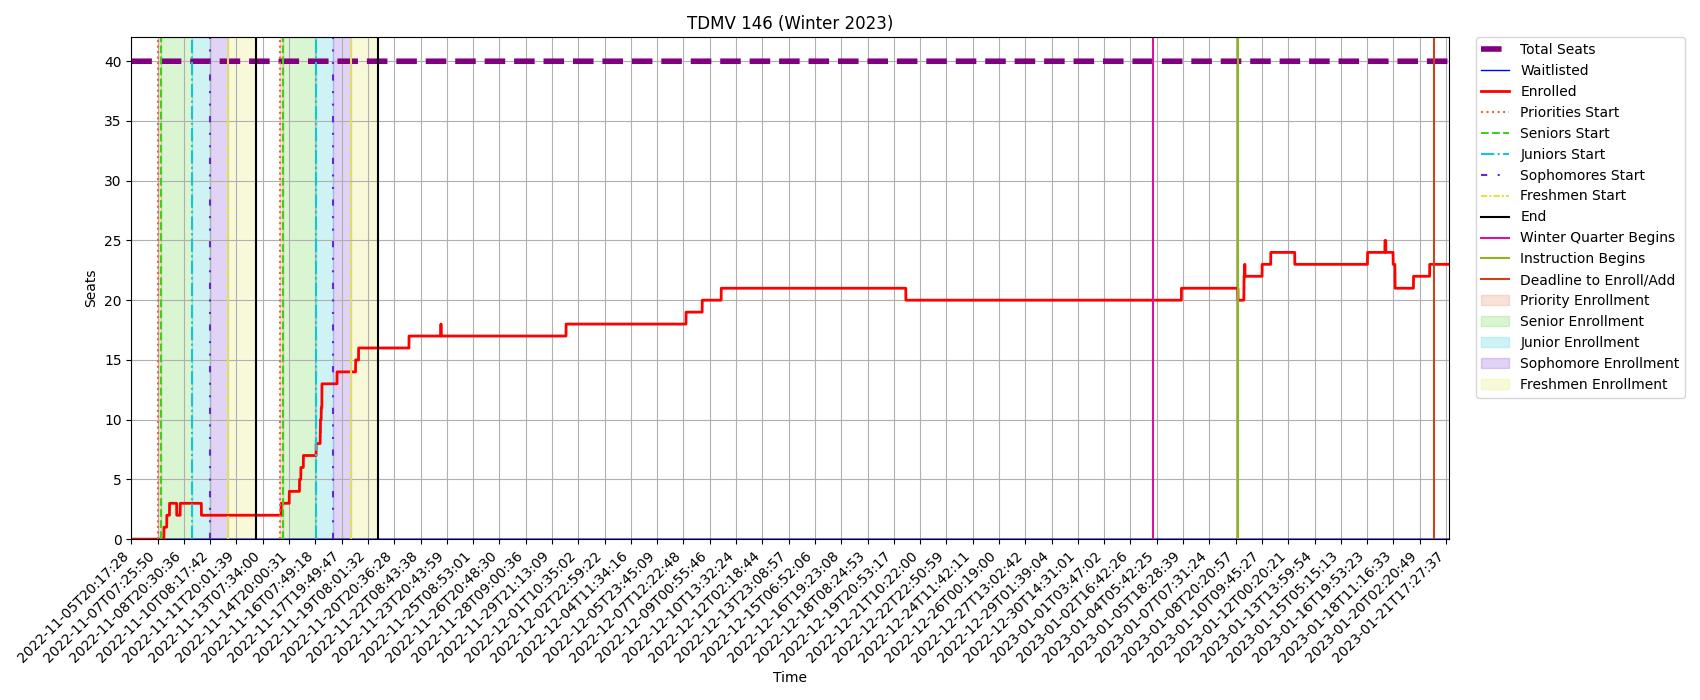 TDMV 146 (Winter 2023)
Seats
40
35
30
25
20
15
10
5
0
2022-11-05T20:17:28
2022-11-07T07:25:50
2022-11-08T20:30:36
2022-11-10T08:17:42
2022-11-11T20:01:39
2022-11-13T07:34:00
2022-11-14T20:00:31
2022-11-16T07:49:18
2022-11-17T19:49:47
2022-11-19T08:01:32
2022-11-20T20:36:28
2022-11-22T08:43:38
2022-11-23T20:43:59
2022-11-25T08:53:01
2022-11-26T20:48:30
2022-11-28T09:00:36
2022-11-29T21:13:09
2022-12-01T10:35:02
2022-12-02T22:59:22
2022-12-04T11:34:16
2022-12-05T23:45:09
2022-12-07T12:22:48
2022-12-09T00:55:46
2022-12-10T13:32:24
2022-12-12T02:18:44
2022-12-13T23:08:57
2022-12-15T06:52:06
2022-12-16T19:23:08
2022-12-18T08:24:53
2022-12-19T20:53:17
2022-12-21T10:22:00
2022-12-22T22:50:59
2022-12-24T11:42:11
2022-12-26T00:19:00
2022-12-27T13:02:42
2022-12-29T01:39:04
2022-12-30T14:31:01
2023-01-01T03:47:02
2023-01-02T16:42:26
2023-01-04T05:42:25
2023-01-05T18:28:39
2023-01-07T07:31:24
2023-01-08T20:20:57
2023-01-10T09:45:27
2023-01-12T00:20:21
2023-01-13T13:59:54
2023-01-15T05:15:13
2023-01-16T19:53:23
2023-01-18T11:16:33
2023-01-20T02:20:49
2023-01-21T17:27:37
Time
Total Seats
Waitlisted
Enrolled
Priorities Start
Seniors Start
Juniors Start
Sophomores Start
Freshmen Start
End
Winter Quarter Begins
Instruction Begins
Deadline to Enroll/Add
Priority Enrollment
Senior Enrollment
Junior Enrollment
Sophomore Enrollment
Freshmen Enrollment